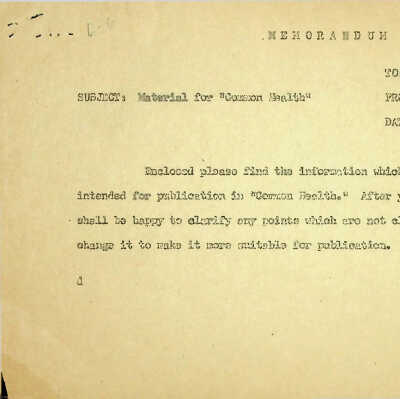 MEMORANDUM
TO
SUBJECT: Material for "Common Health"
FR
DAT
Enclosed please find the information which
intended for publication in "Common Health." After y
shall be happy to clarify any points which are not cl
change it to make it more suitable for publication.
d